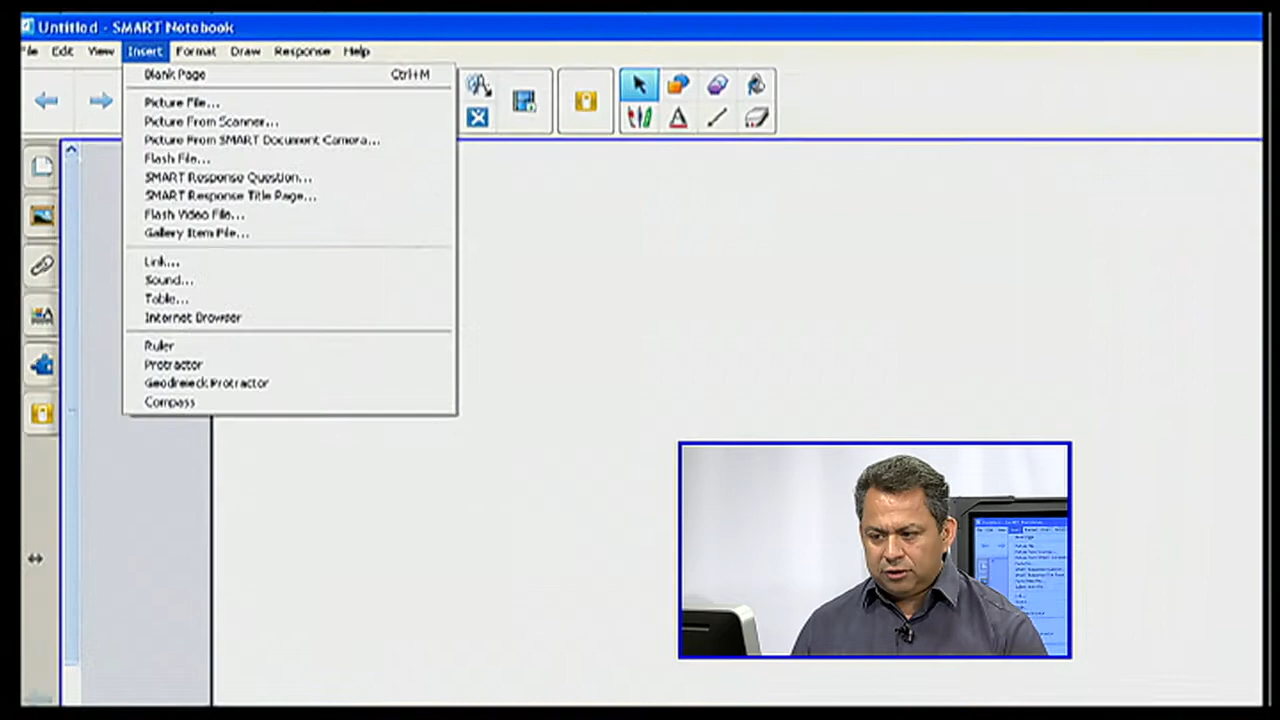 Untitled - SMART Notebook
Edit View Insert Format Draw Response Help
Blank Page Ctrl+M
Picture File...
Picture From Scanner...
Picture From SMART Document Camera...
Flash File...
SMART Response Question...
SMART Response Title Page...
Flash Video File...
Gallery Item File...
Link...
Sound...
Table...
Internet Browser
Ruler
Protractor
Geodreieck Protractor
Compass